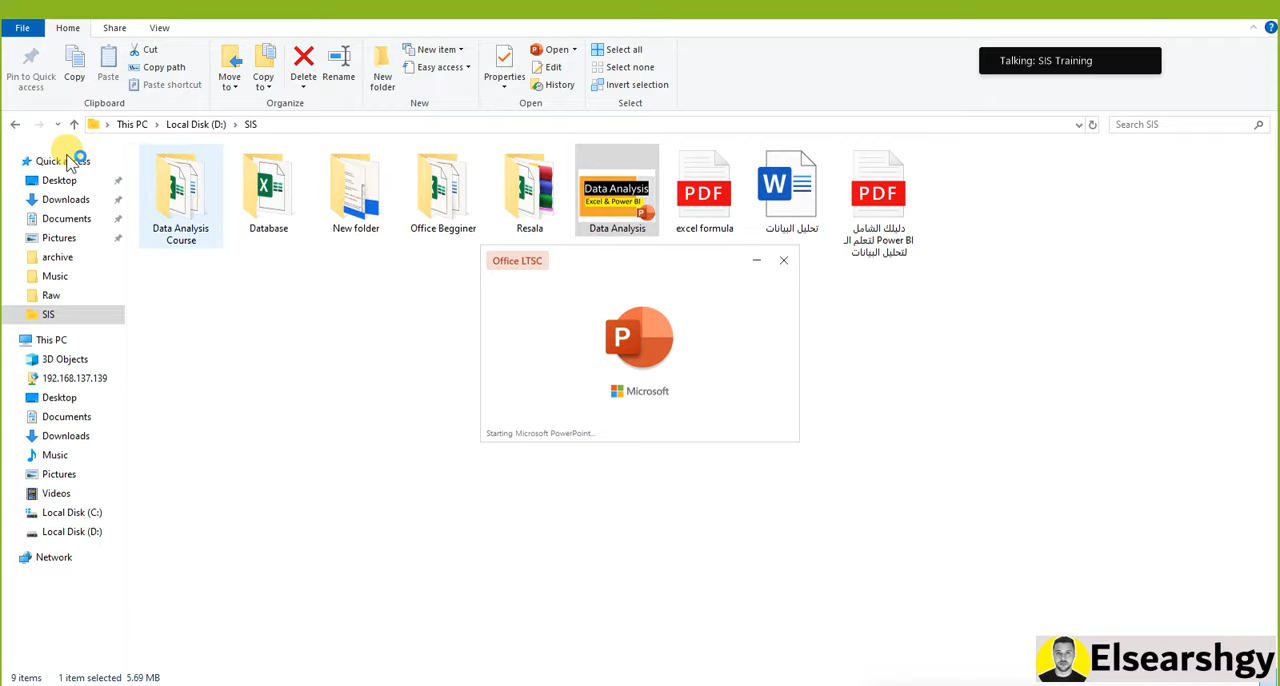 File Home Share View
Talking: SIS Training
Pin to Quick access
Copy
Paste
Cut
Copy path
Paste shortcut
Clipboard
Move to
Copy to
Delete
Rename
Organize
New folder
New item
Easy access
New
Properties
Open
Edit
History
Open
Select all
Select none
Invert selection
Select
This PC > Local Disk (D:) > SIS
Search SIS
Desktop
Downloads
Documents
Pictures
archive
Music
Raw
SIS
This PC
3D Objects
192.168.137.139
Desktop
Documents
Downloads
Music
Pictures
Videos
Local Disk (C:)
Local Disk (D:)
Network
Data Analysis
Course
Database
New folder
Office Begginer
Resala
Data Analysis
Excel & Power BI
Data Analysis
PDF
excel formula
W
تحليل البيانات
PDF
دليلك الشامل
لتعلم الـ Power BI
لتحليل البيانات
Office LTSC
P
Microsoft
Starting Microsoft PowerPoint...
9 items 1 item selected 5.69 MB
Elsearshgy